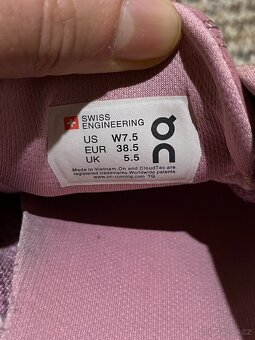 SWISS
ENGINEERING
US W7.5
EUR 38.5
UK 5.5
Made in Vietnam.On and CloudTec are
registered trademarks.Worldwide patents.
www.on-running.com TG